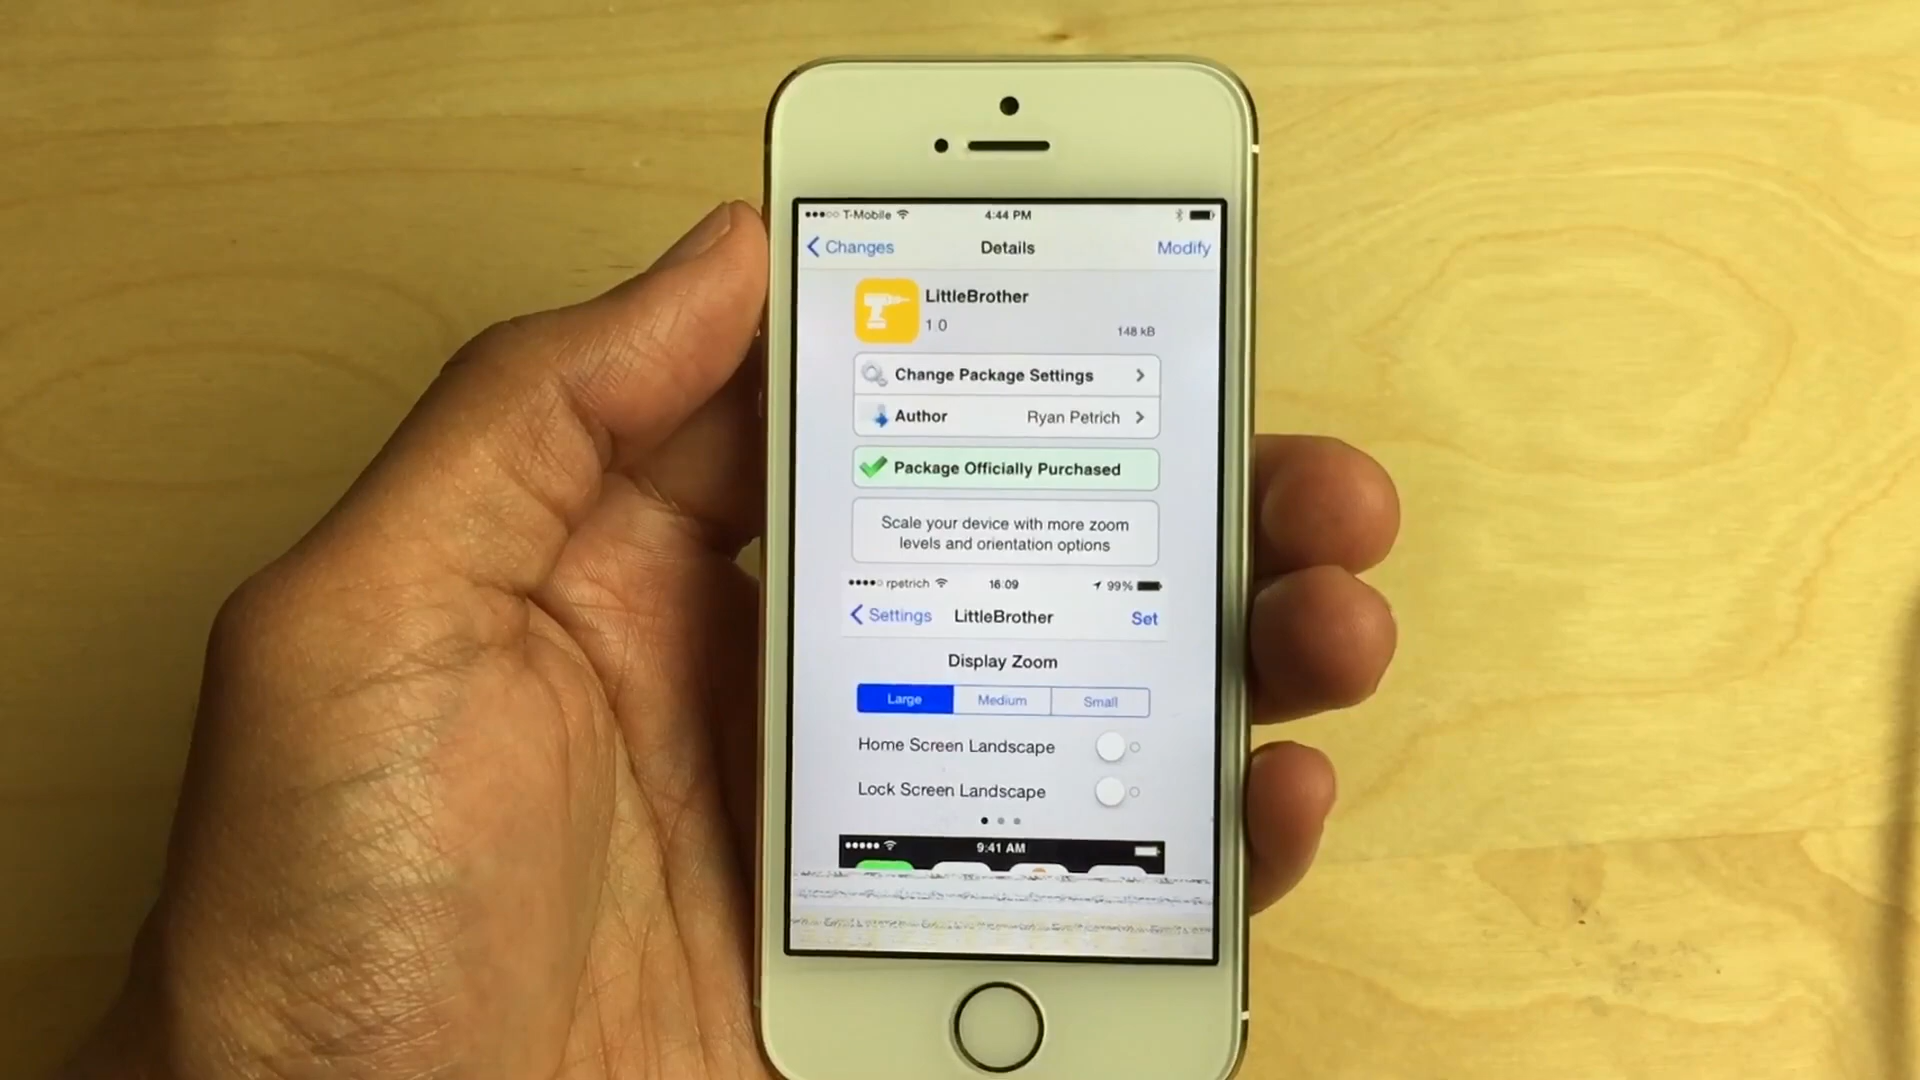 T-Mobile 4:44 PM
Changes Details Modify
LittleBrother
1.0 148 kB
Change Package Settings
Author Ryan Petrich
Package Officially Purchased
Scale your device with more zoom
levels and orientation options
rpetrich 16:09 99%
Settings LittleBrother Set
Display Zoom
Large Medium Small
Home Screen Landscape
Lock Screen Landscape
9:41 AM